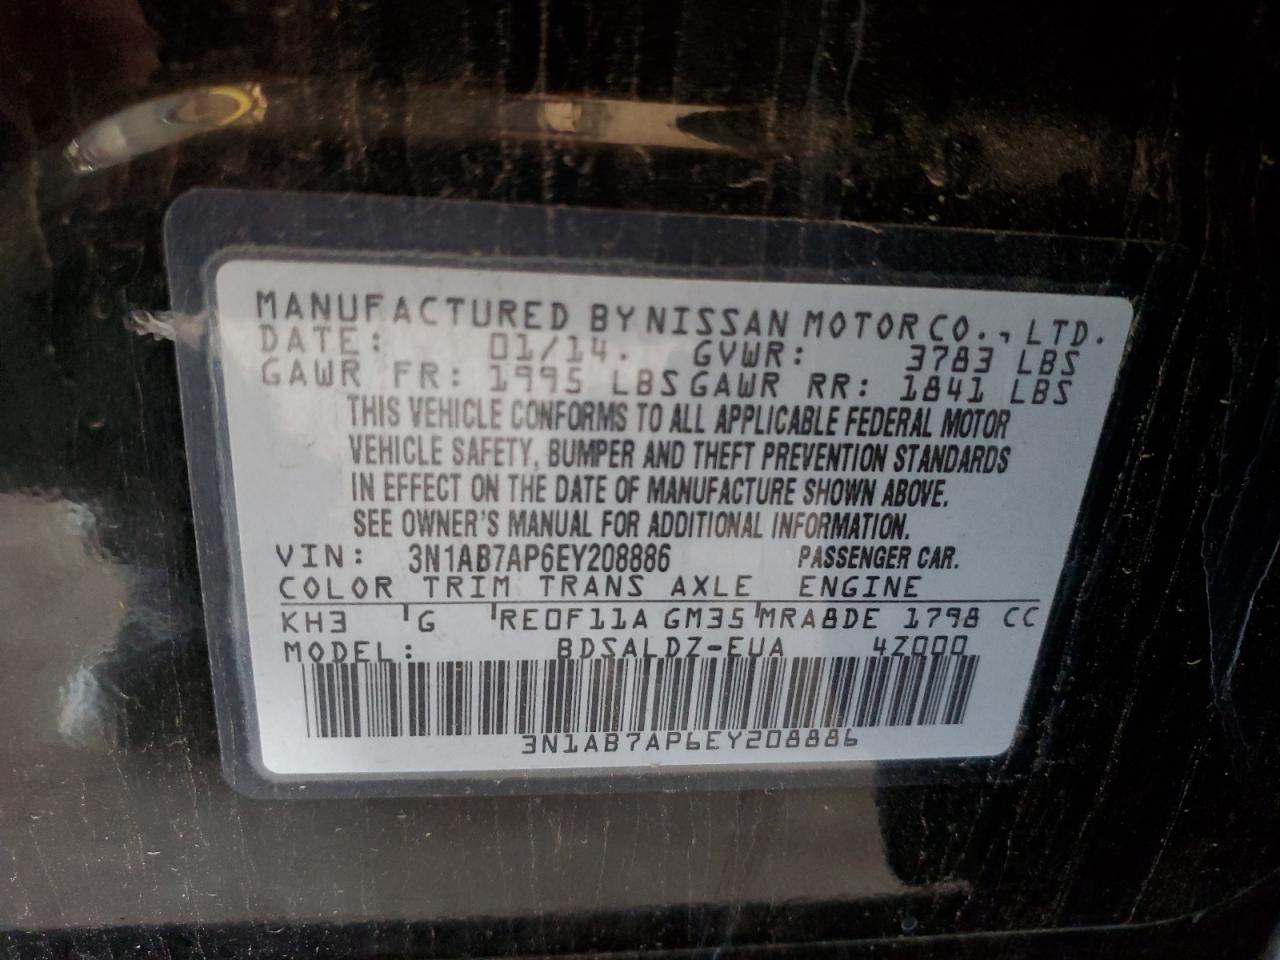 MANUFACTURED BY NISSAN MOTOR CO., LTD.
DATE: 01/14. GVWR: 3783 LBS
GAWR FR: 1995 LBS GAWR RR: 1841 LBS
THIS VEHICLE CONFORMS TO ALL APPLICABLE FEDERAL MOTOR
VEHICLE SAFETY, BUMPER AND THEFT PREVENTION STANDARDS
IN EFFECT ON THE DATE OF MANUFACTURE SHOWN ABOVE.
SEE OWNER'S MANUAL FOR ADDITIONAL INFORMATION.
VIN: 3N1AB7AP6EY208886 PASSENGER CAR.
COLOR TRIM TRANS AXLE ENGINE
KH3 G RE0F11A GM35 MRA8DE 1798 CC
MODEL: BDSALDZ-EUA 4Z000
3N1AB7AP6EY208886